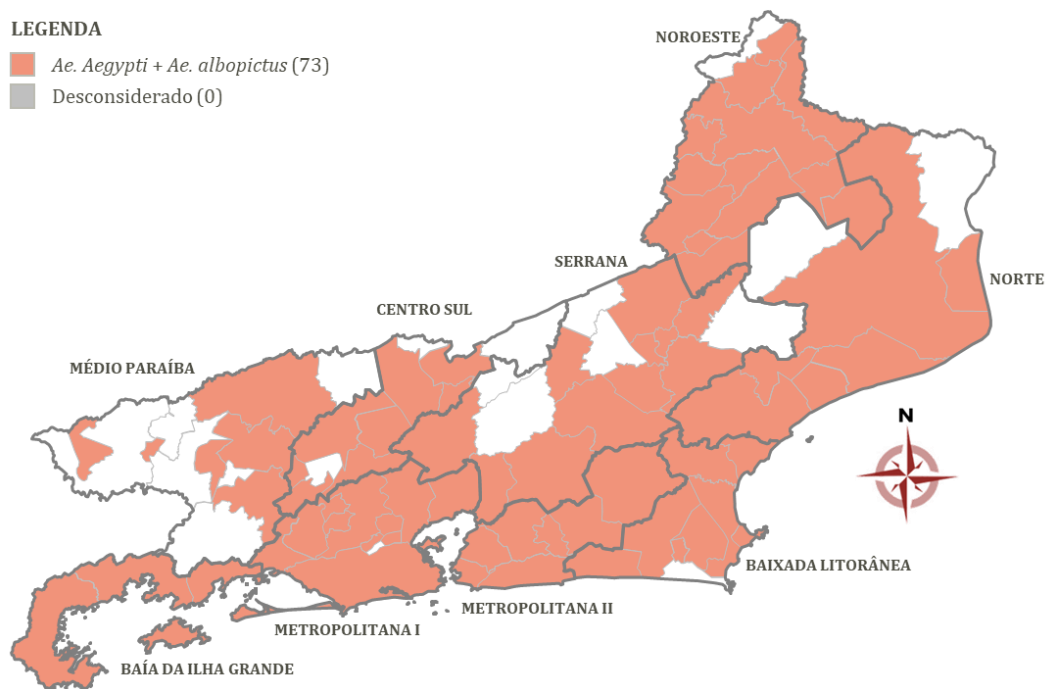 LEGENDA
Ae. Aegypti + Ae. albopictus (73)
Desconsiderado (0)
NOROESTE
SERRANA
NORTE
CENTRO SUL
MÉDIO PARAÍBA
N
BAIXADA LITORÂNEA
METROPOLITANA II
METROPOLITANA I
BAÍA DA ILHA GRANDE